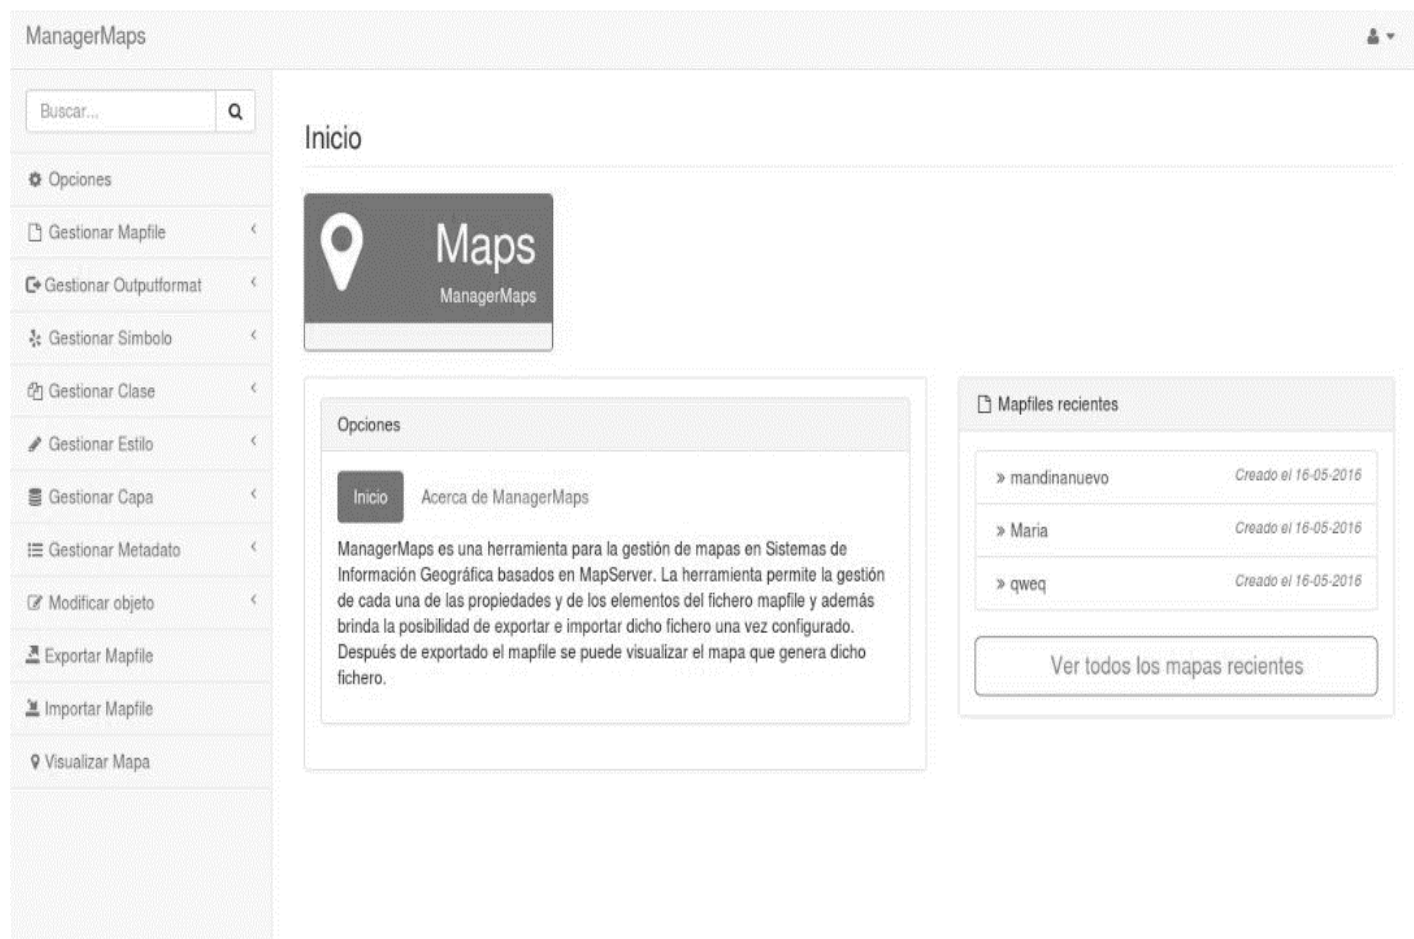 ManagerMaps
Buscar...
Opciones
Gestionar Mapfile
Gestionar Outputformat
Gestionar Simbolo
Gestionar Clase
Gestionar Estilo
Gestionar Capa
Gestionar Metadato
Modificar objeto
Exportar Mapfile
Importar Mapfile
Visualizar Mapa
Inicio
Maps
ManagerMaps
Opciones
Inicio Acerca de ManagerMaps
ManagerMaps es una herramienta para la gestión de mapas en Sistemas de
Información Geográfica basados en MapServer. La herramienta permite la gestión
de cada una de las propiedades y de los elementos del fichero mapfile y además
brinda la posibilidad de exportar e importar dicho fichero una vez configurado.
Después de exportado el mapfile se puede visualizar el mapa que genera dicho
fichero.
Mapfiles recientes
» mandinanuevo Creado el 16-05-2016
» Maria Creado el 16-05-2016
» qweq Creado el 16-05-2016
Ver todos los mapas recientes